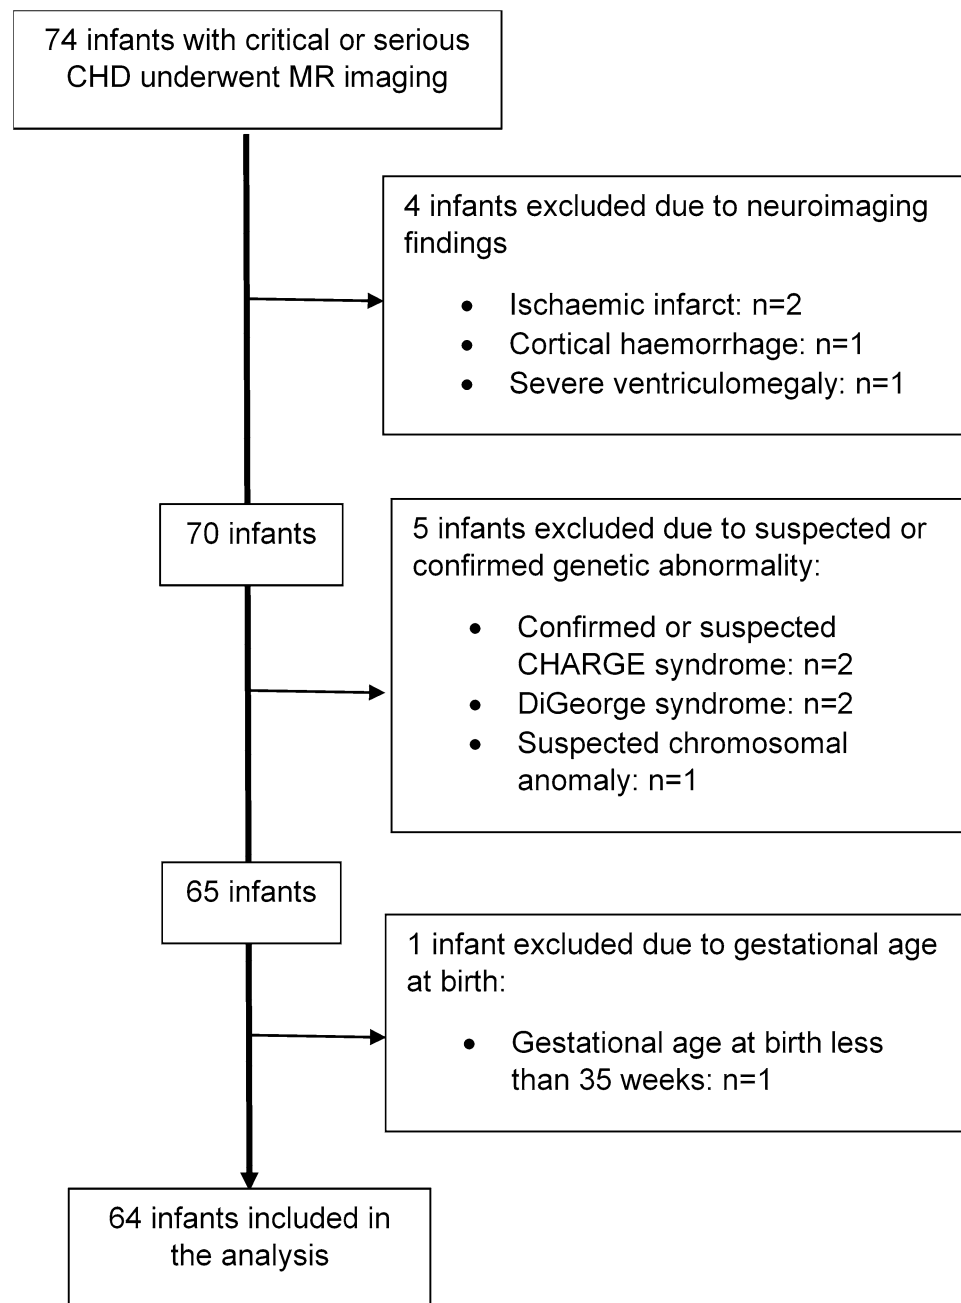 74 infants with critical or serious
CHD underwent MR imaging
4 infants excluded due to neuroimaging
findings
• Ischaemic infarct: n=2
• Cortical haemorrhage: n=1
• Severe ventriculomegaly: n=1
70 infants
5 infants excluded due to suspected or
confirmed genetic abnormality:
• Confirmed or suspected
CHARGE syndrome: n=2
• DiGeorge syndrome: n=2
• Suspected chromosomal
anomaly: n=1
65 infants
1 infant excluded due to gestational age
at birth:
• Gestational age at birth less
than 35 weeks: n=1
64 infants included in
the analysis